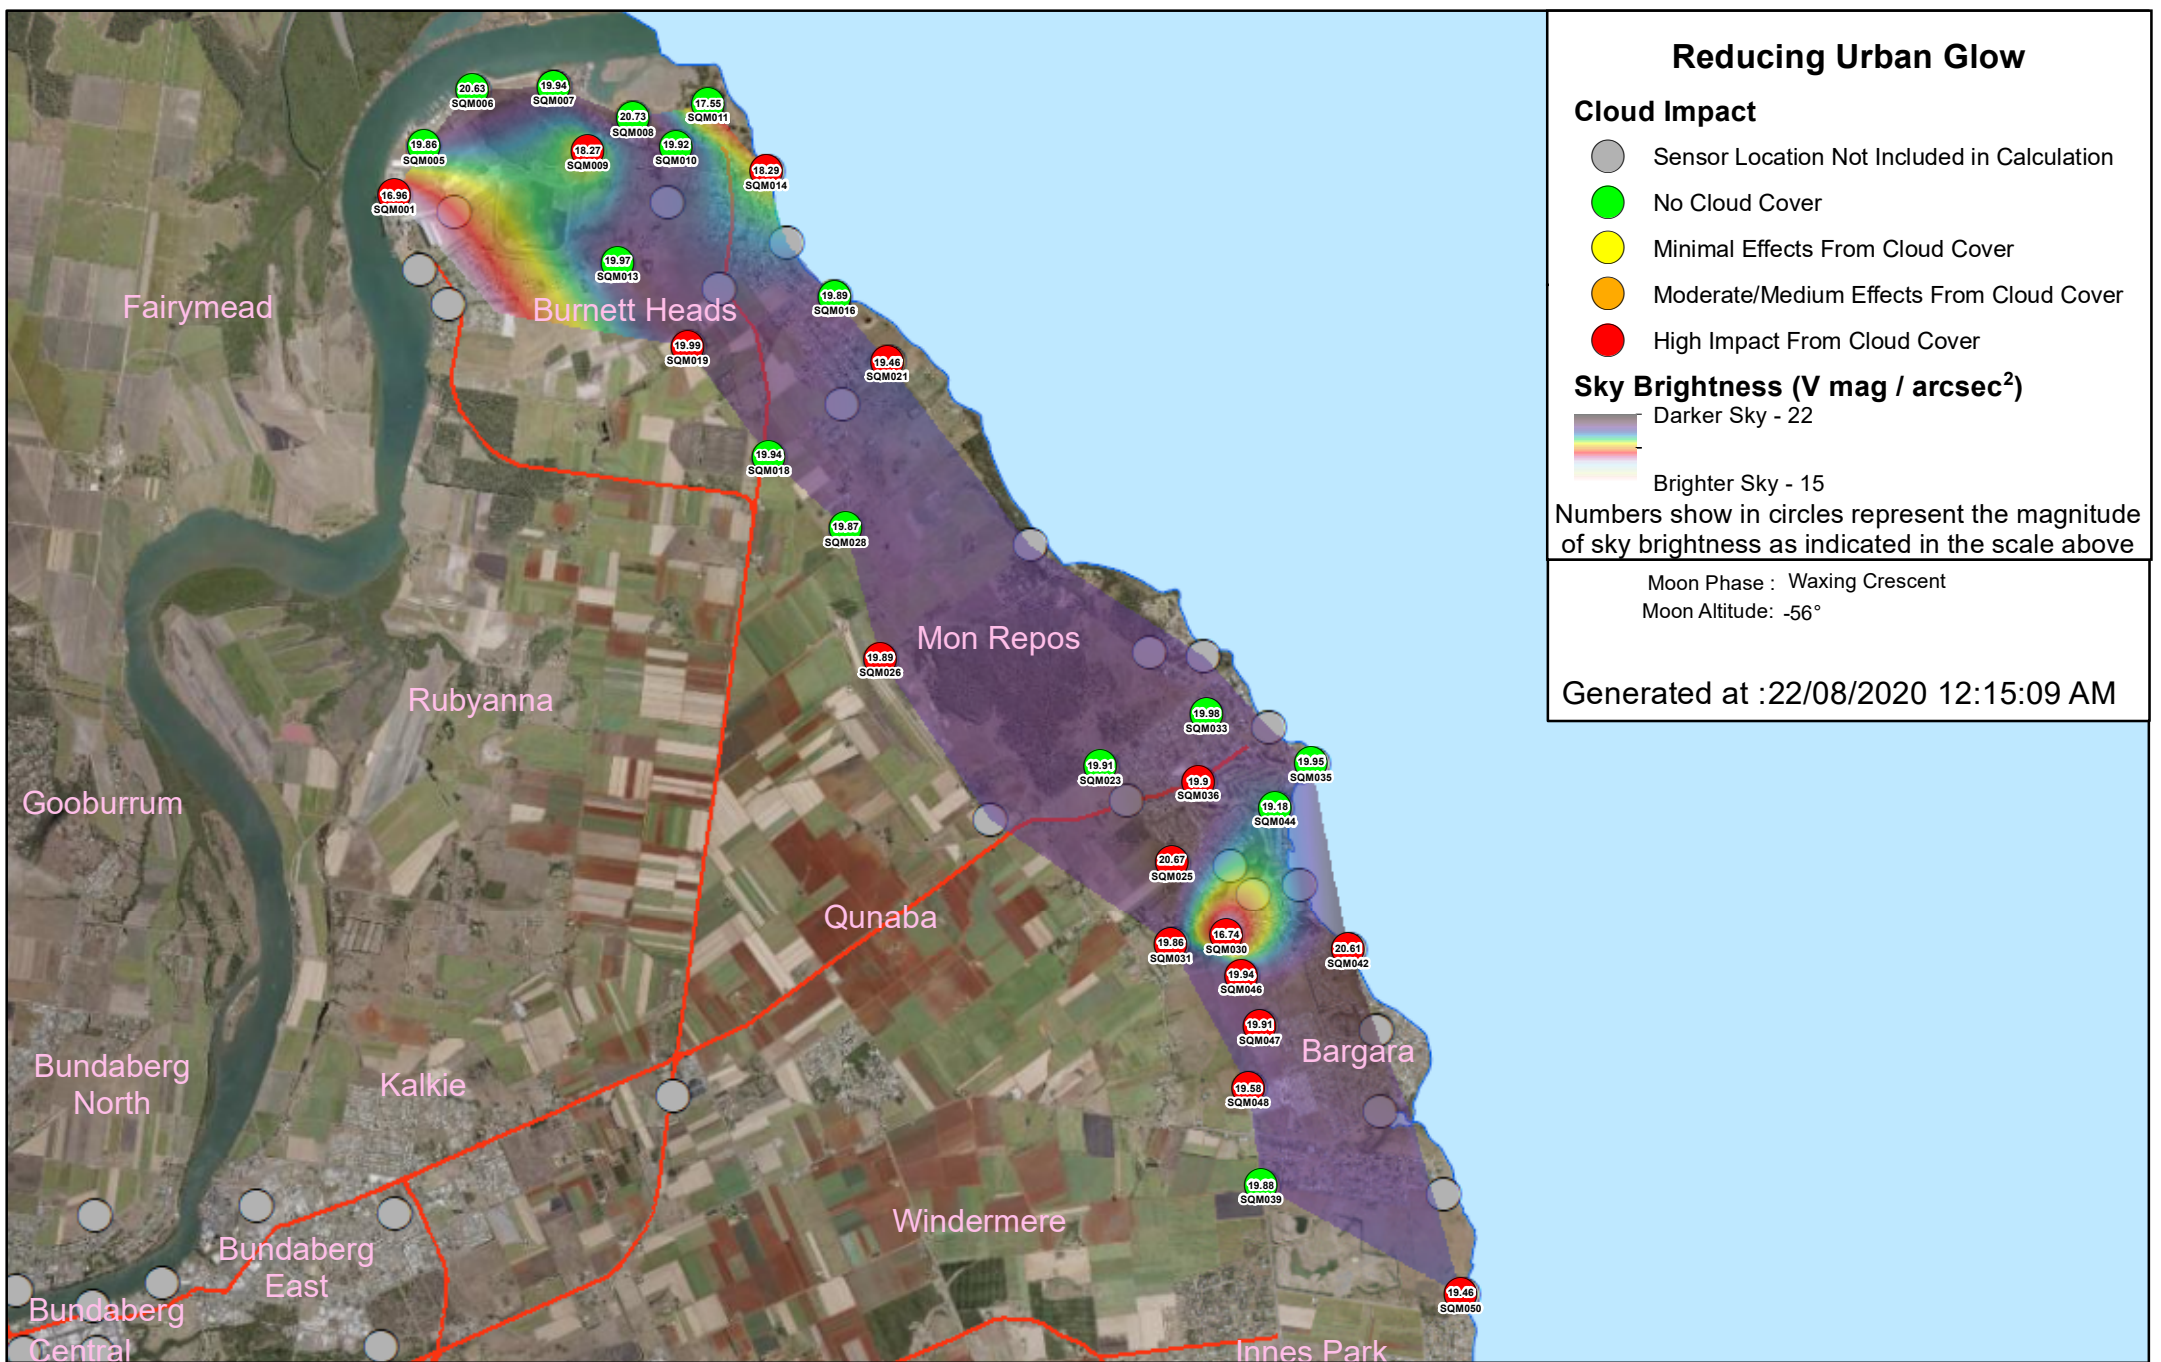 Reducing Urban Glow
Cloud Impact
Sensor Location Not Included in Calculation
No Cloud Cover
Minimal Effects From Cloud Cover
Moderate/Medium Effects From Cloud Cover
High Impact From Cloud Cover
Sky Brightness (V mag / arcsec²)
Darker Sky - 22
Brighter Sky - 15
Numbers show in circles represent the magnitude
of sky brightness as indicated in the scale above
Moon Phase : Waxing Crescent
Moon Altitude: -56°
Generated at :22/08/2020 12:15:09 AM
20.63
SQM006
19.94
SQM007
20.73
SQM008
17.55
SQM011
19.86
SQM005
18.27
SQM009
19.92
SQM010
18.29
SQM014
16.96
SQM001
19.97
SQM013
19.89
SQM016
Fairymead
Burnett Heads
19.99
SQM019
19.46
SQM021
19.94
SQM018
19.87
SQM028
Mon Repos
19.89
SQM026
Rubyanna
19.98
SQM033
19.91
SQM023
19.9
SQM036
19.95
SQM035
Gooburrum
19.18
SQM044
20.67
SQM025
Qunaba
19.86
SQM031
16.74
SQM030
20.61
SQM042
19.94
SQM046
19.91
SQM047
Bargara
Bundaberg
North
Kalkie
19.58
SQM048
19.88
SQM039
Windermere
Bundaberg
East
19.46
SQM050
Bundaberg
Central
Innes Park